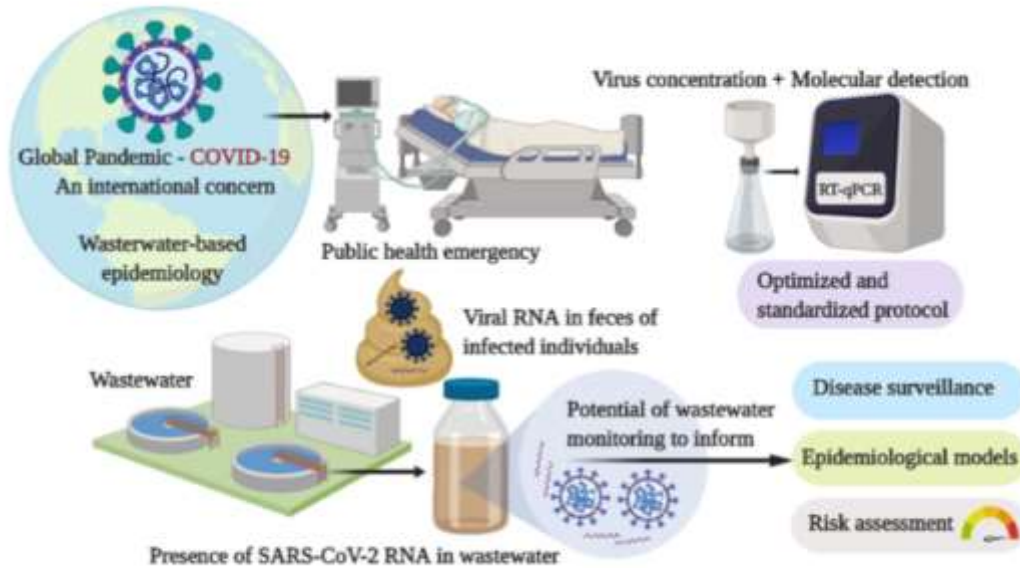 Global Pandemic - COVID-19
An international concern
Wasterwater-based
epidemiology
Public health emergency
Virus concentration + Molecular detection
RT-qPCR
Optimized and
standardized protocol
Viral RNA in feces of
infected individuals
Wastewater
Potential of wastewater
monitoring to inform
Disease surveillance
Epidemiological models
Risk assessment
Presence of SARS-CoV-2 RNA in wastewater